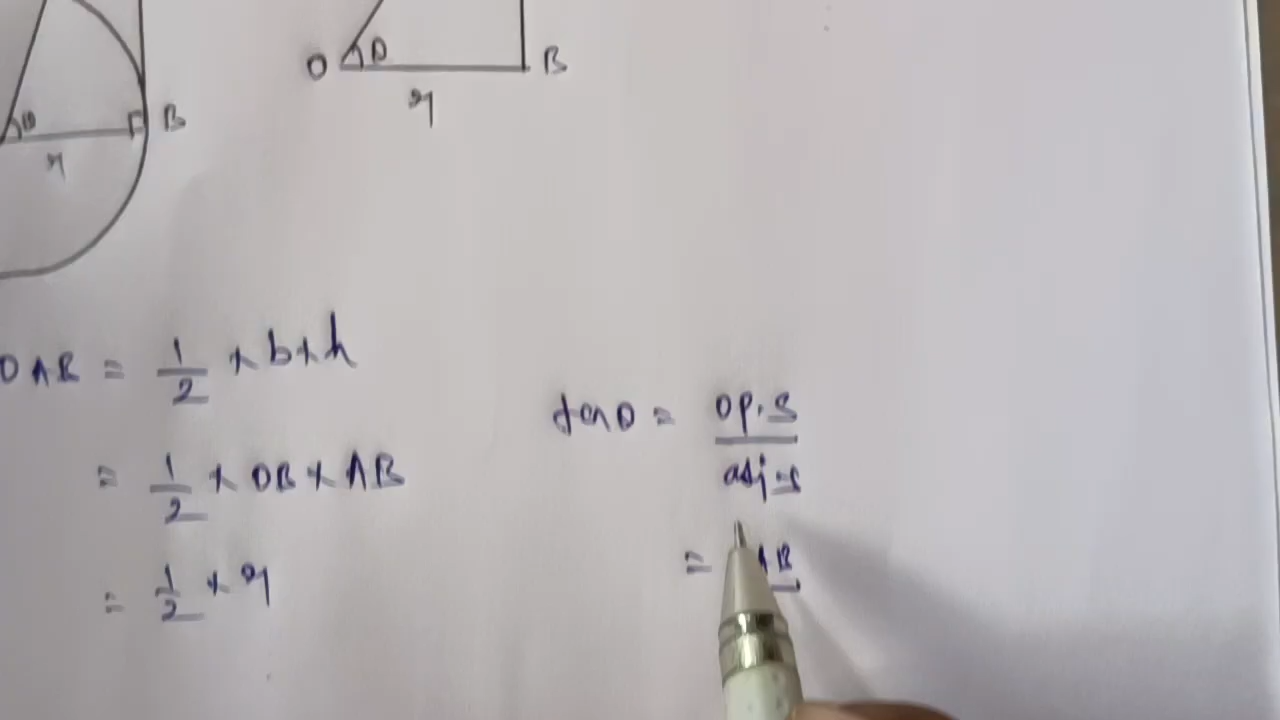 O θ B
r
θ B
r
OAB = 1/2 × b × h
tanθ = op.s/adj.s
= 1/2 × OB × AB
= AB
= 1/2 × r